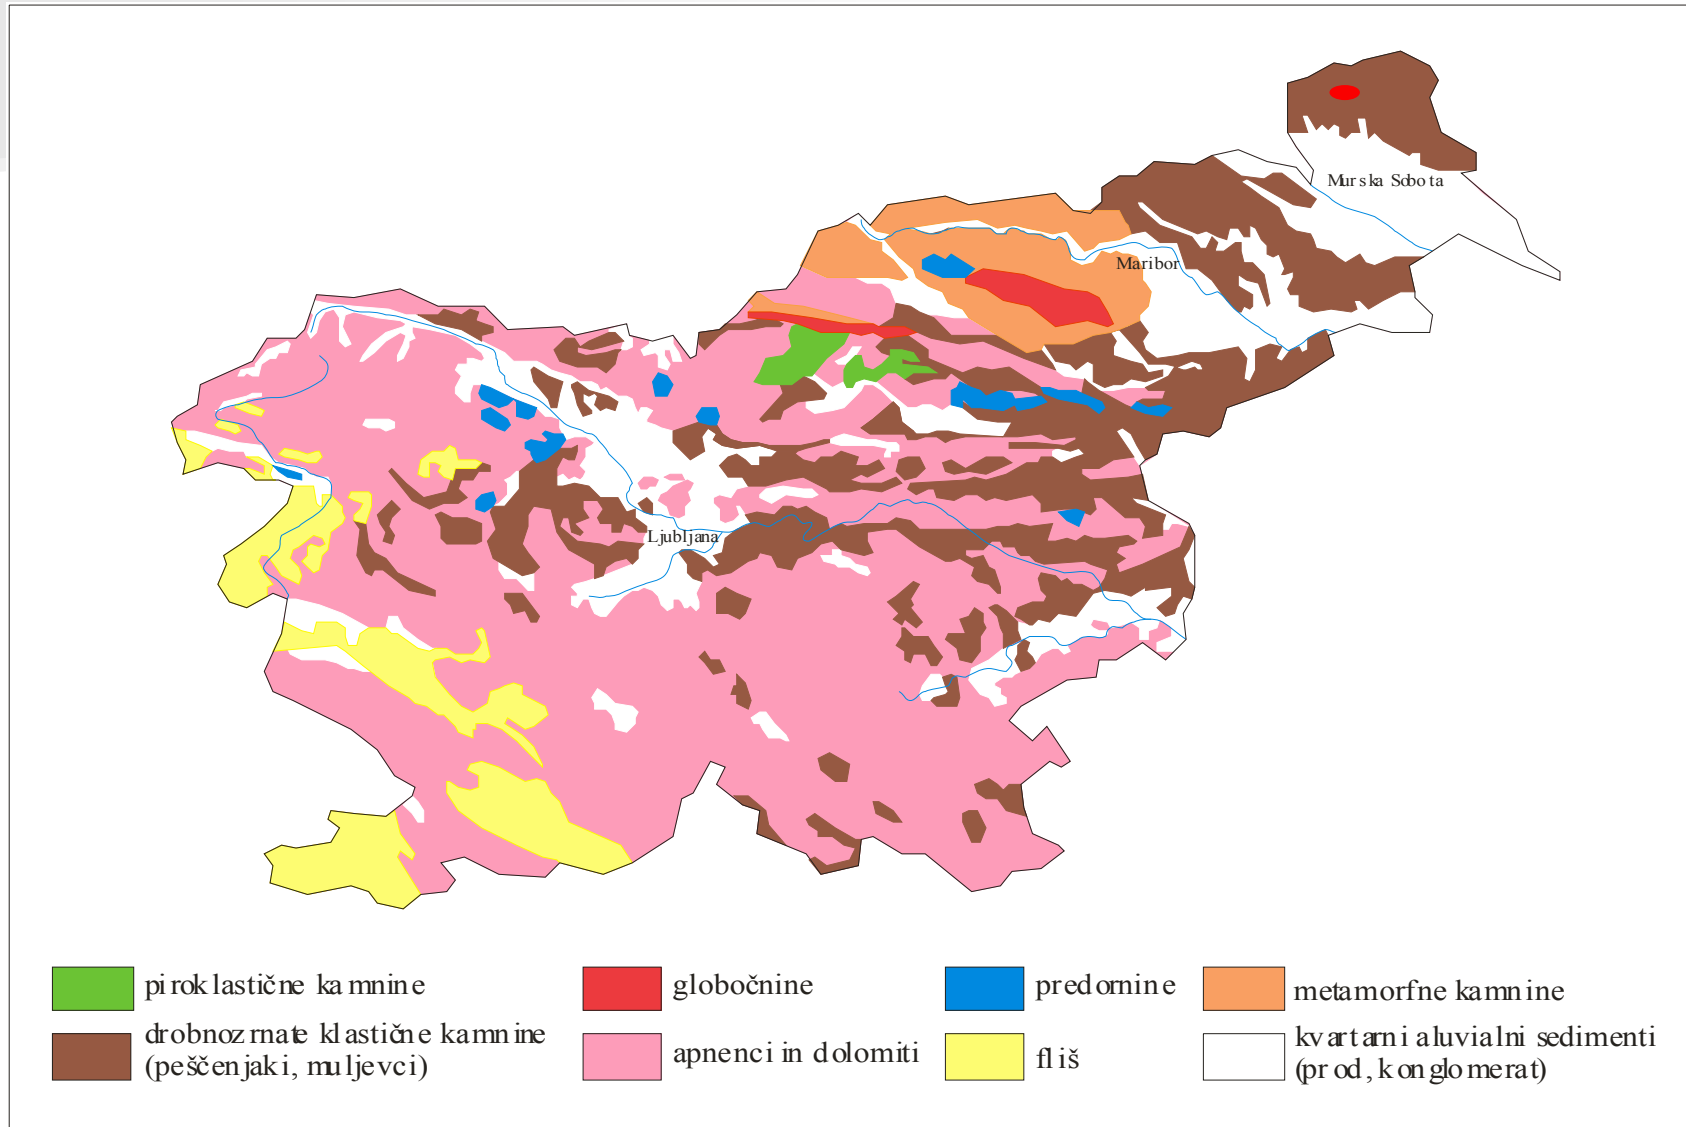 Murska Sobota
Maribor
Ljubljana
piroklastične kamnine
globočnine
predornine
metamorfne kamnine
drobnozrnate klastične kamnine
(peščenjaki, muljevci)
apnenci in dolomiti
fliš
kvartarni aluvialni sedimenti
(prod, konglomerat)